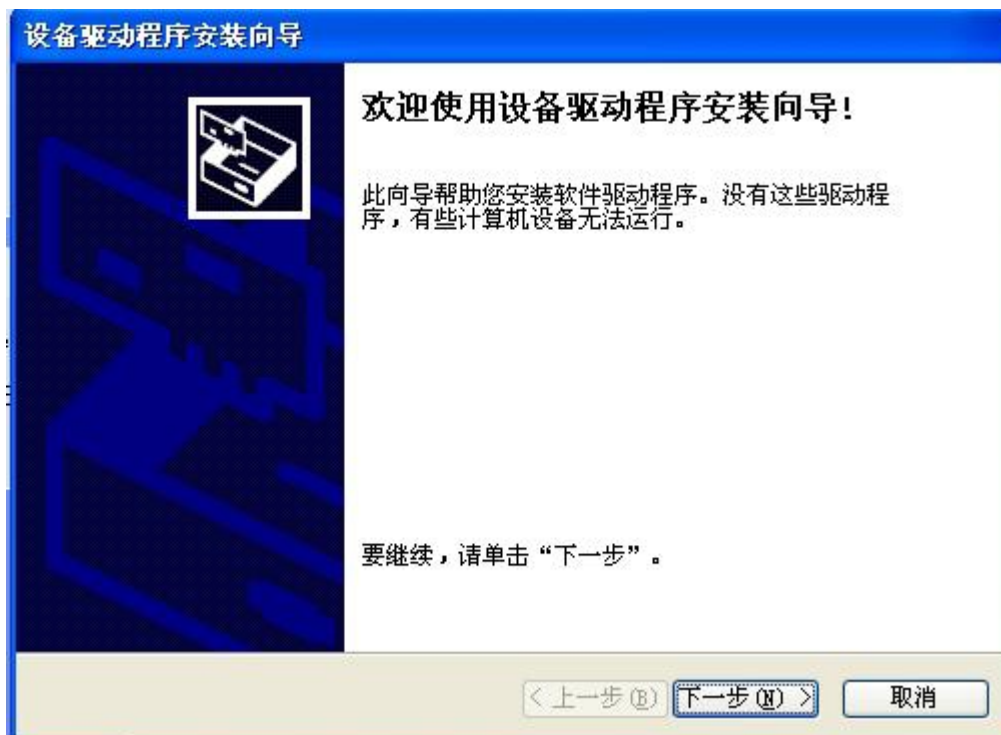 设备驱动程序安装向导
欢迎使用设备驱动程序安装向导!
此向导帮助您安装软件驱动程序。没有这些驱动程
序，有些计算机设备无法运行。
要继续，请单击“下一步”。
< 上一步(B) 下一步(N) > 取消